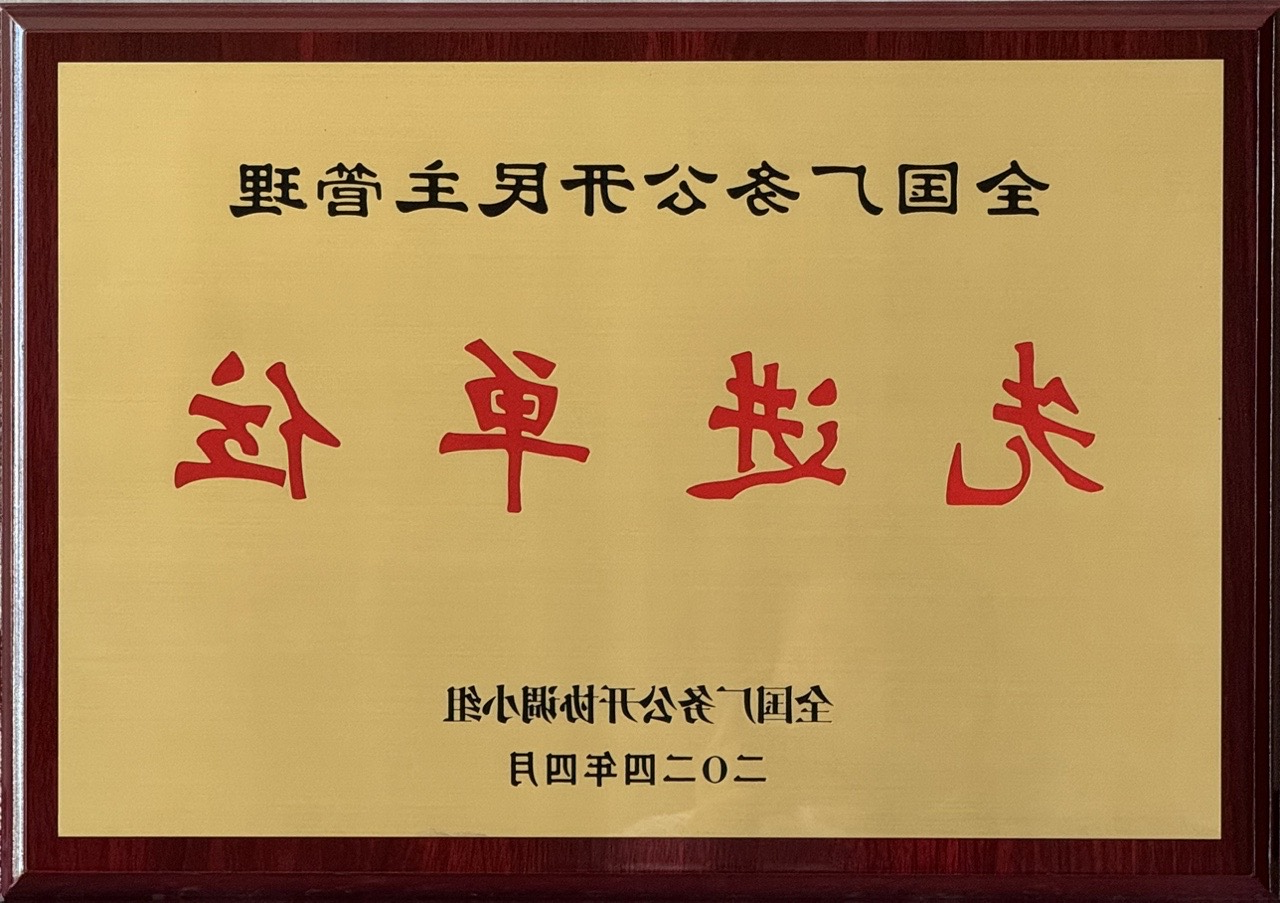 全国厂务公开民主管理
先进单位
全国厂务公开协调小组
二〇二四年四月